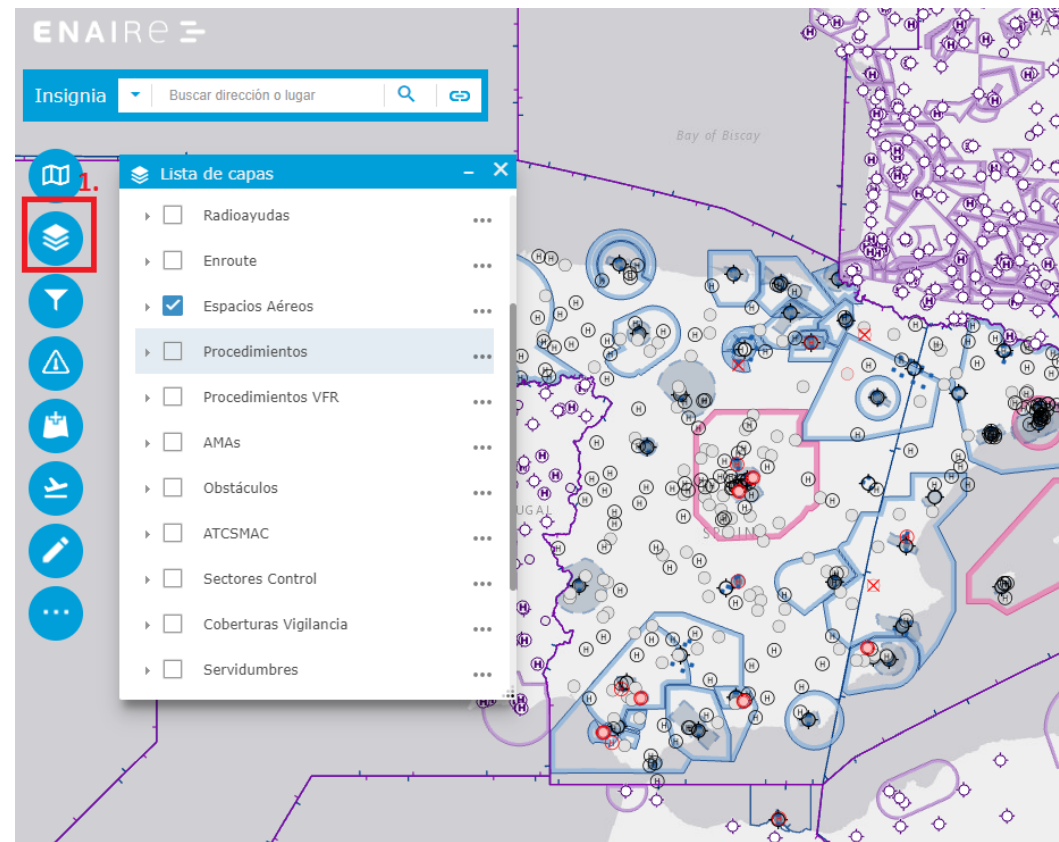 ENAIRE
Insignia
Buscar dirección o lugar
Bay of Biscay
1.
Lista de capas
Radioayudas
Enroute
Espacios Aéreos
Procedimientos
Procedimientos VFR
AMAs
Obstáculos
ATCSMAC
Sectores Control
Coberturas Vigilancia
Servidumbres
UGAL
SPAIN